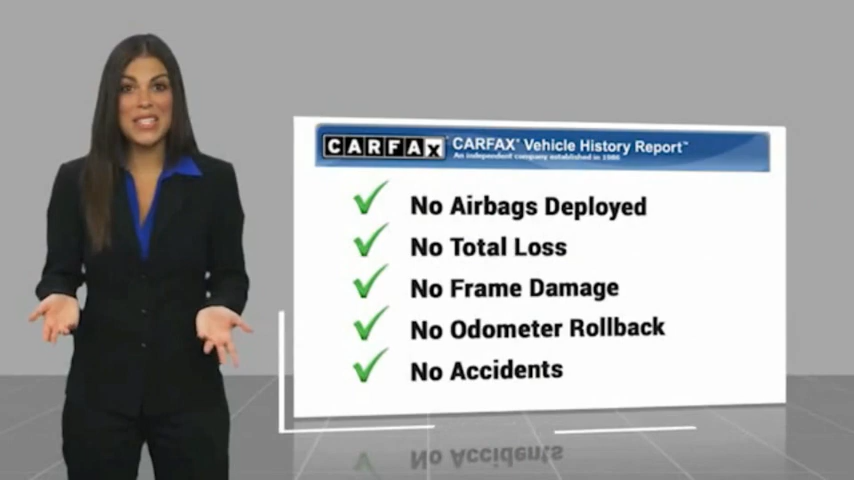 CARFAX CARFAX® Vehicle History Report™
An independent company established in 1986
No Airbags Deployed
No Total Loss
No Frame Damage
No Odometer Rollback
No Accidents
No Accidents